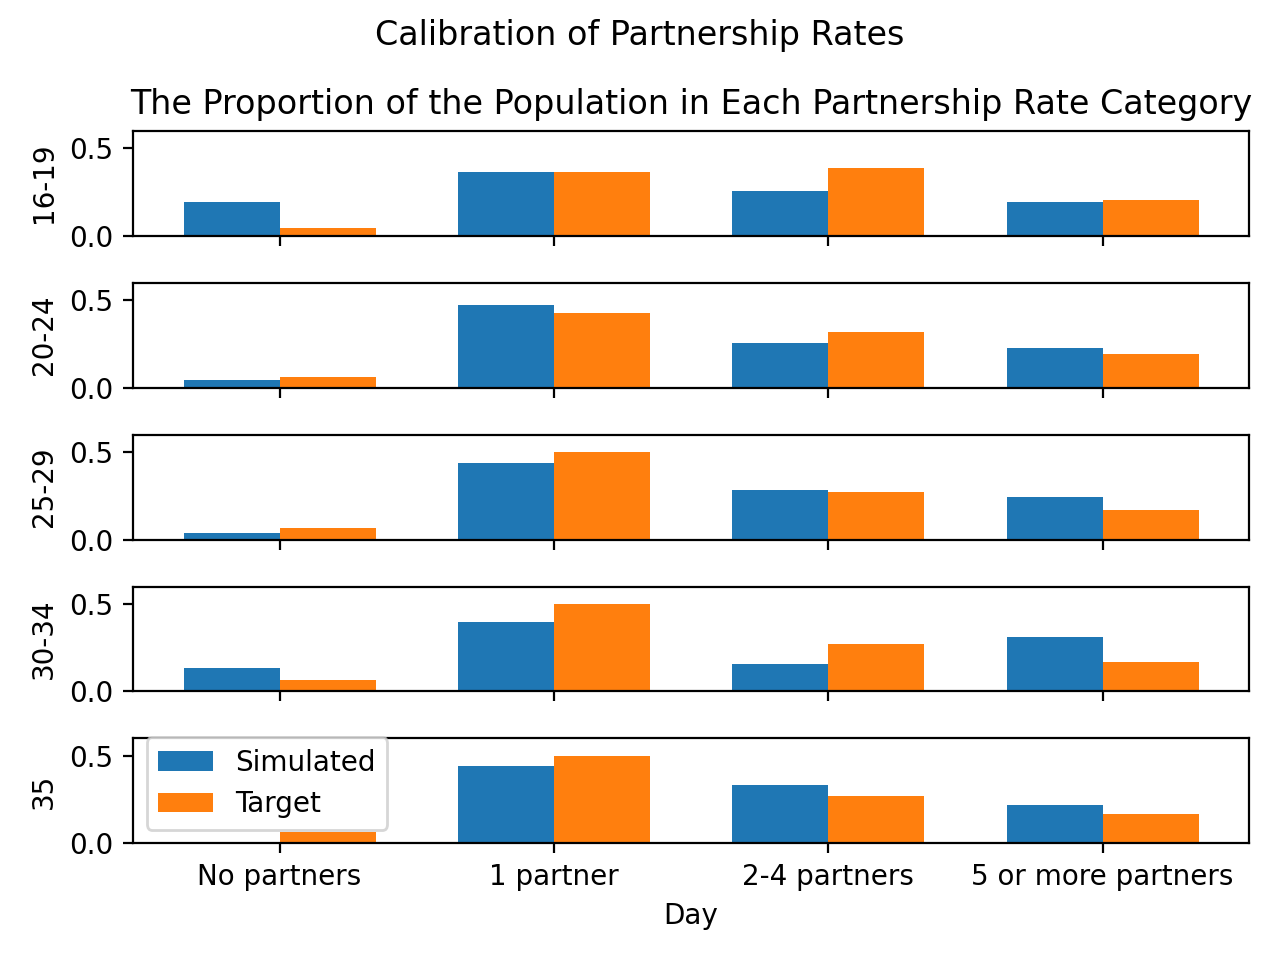 Calibration of Partnership Rates
The Proportion of the Population in Each Partnership Rate Category
0.5
16-19
0.0
0.5
20-24
0.0
0.5
25-29
0.0
0.5
30-34
0.0
0.5
35
0.0
Simulated
Target
No partners 1 partner 2-4 partners 5 or more partners
Day